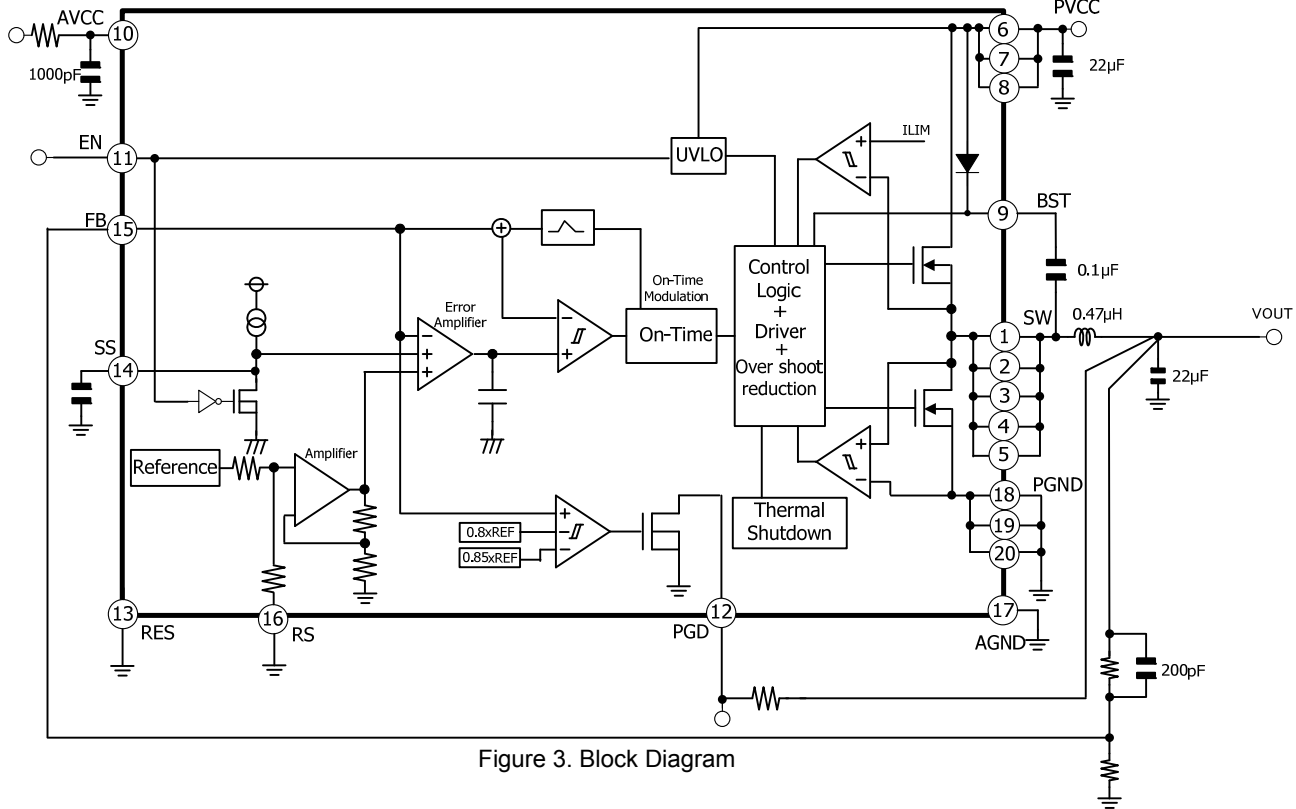 AVCC
10
1000pF
PVCC
6
7
8
22µF
EN
11
UVLO
ILIM
+
−
FB
15
+
BST
9
0.1µF
On-Time
Modulation
On-Time
Control
Logic
+
Driver
+
Over shoot
reduction
Error
Amplifier
−
+
+
−
+
SS
14
SW
0.47µH
VOUT
1
2
3
4
5
22µF
Reference
Amplifier
+
−
PGND
18
19
20
Thermal
Shutdown
0.8xREF
0.85xREF
+
−
−
13
RES
16
RS
PGD
12
17
AGND
200pF
Figure 3. Block Diagram